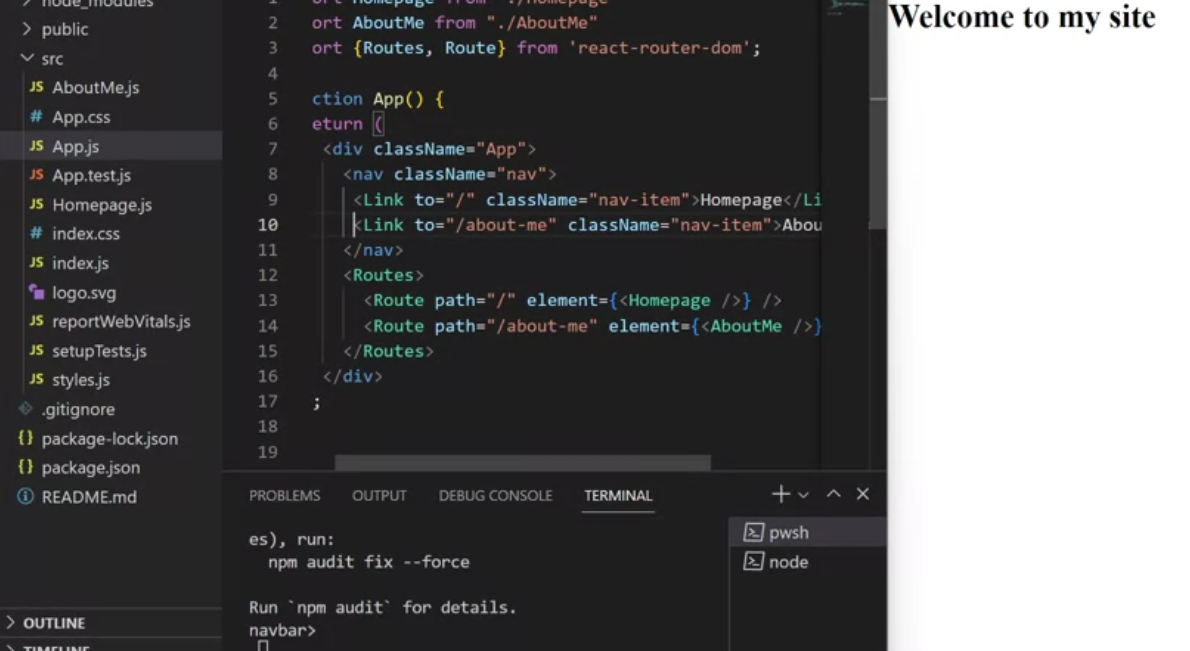 node_modules
public
src
JS AboutMe.js
# App.css
JS App.js
JS App.test.js
JS Homepage.js
# index.css
JS index.js
logo.svg
JS reportWebVitals.js
JS setupTests.js
JS styles.js
.gitignore
{} package-lock.json
{} package.json
README.md
OUTLINE
TIMELINE
1 ort Homepage from "./Homepage"
2 ort AboutMe from "./AboutMe"
3 ort {Routes, Route} from 'react-router-dom';
4
5 ction App() {
6 eturn (
7 <div className="App">
8 <nav className="nav">
9 <Link to="/" className="nav-item">Homepage</Li
10 <Link to="/about-me" className="nav-item">Abou
11 </nav>
12 <Routes>
13 <Route path="/" element={<Homepage />} />
14 <Route path="/about-me" element={<AboutMe />}
15 </Routes>
16 </div>
17 ;
18
19
PROBLEMS OUTPUT DEBUG CONSOLE TERMINAL
es), run:
npm audit fix --force
Run `npm audit` for details.
navbar>
pwsh
node
Welcome to my site